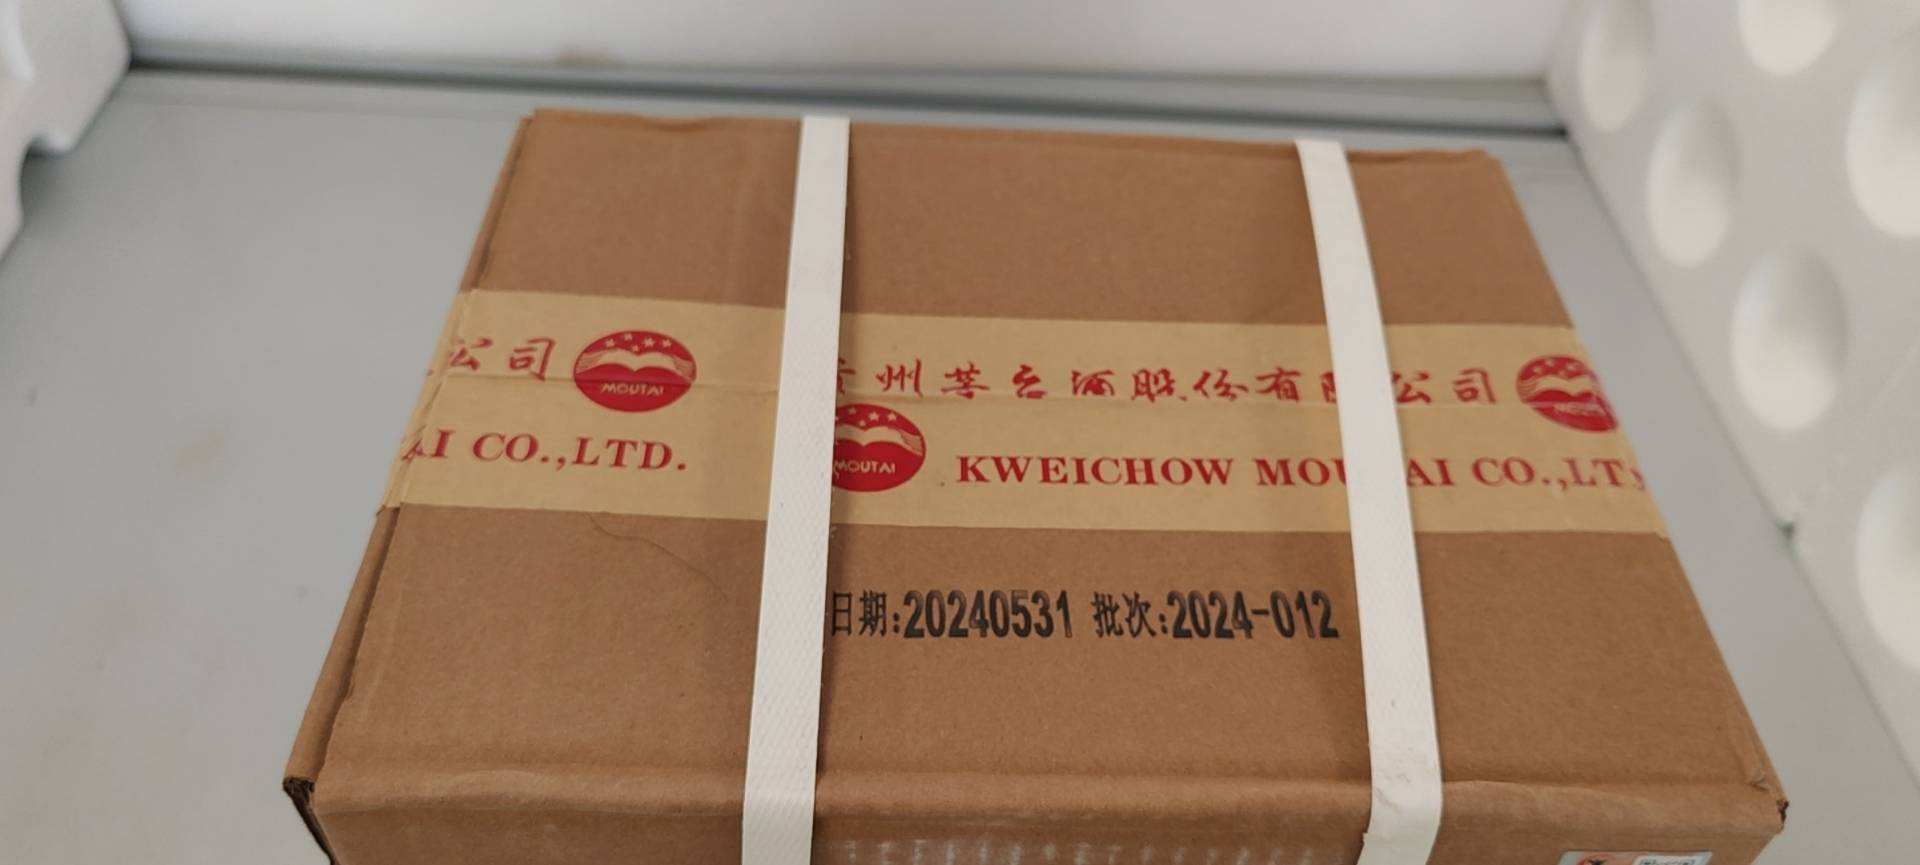 公司 MOUTAI 州茅台酒股份有 公司 MOUTAI
AI CO.,LTD. MOUTAI KWEICHOW MOU AI CO.,LT
日期:20240531 批次:2024-012